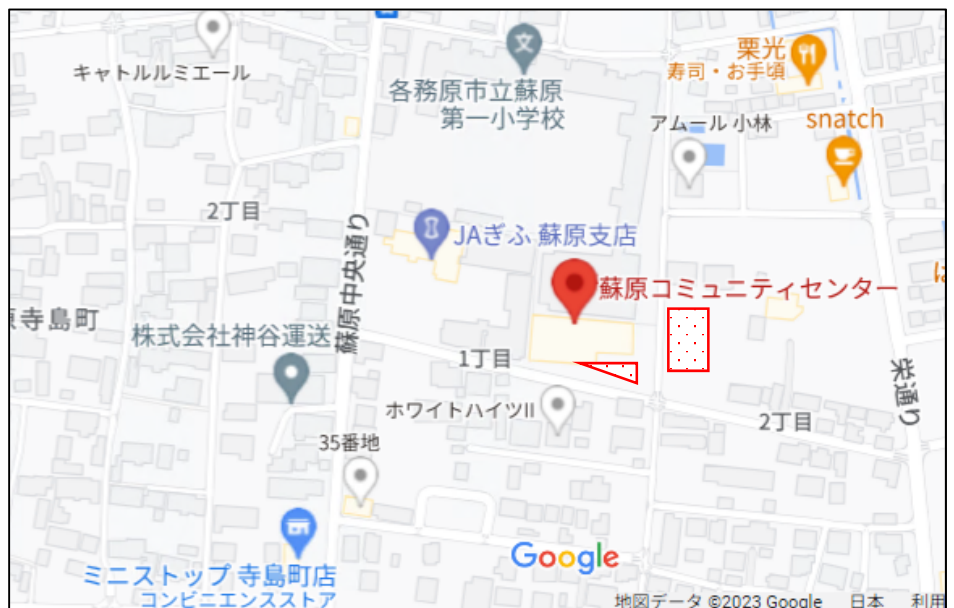 キャトルルミエール
各務原市立蘇原
第一小学校
栗光
寿司・お手頃
アムール 小林
snatch
2丁目
蘇原中央通り
JAぎふ 蘇原支店
蘇原コミュニティセンター
は
寺島町
株式会社神谷運送
1丁目
栄通り
ホワイトハイツII
2丁目
35番地
Google
ミニストップ 寺島町店
コンビニエンスストア
地図データ ©2023 Google 日本 利用